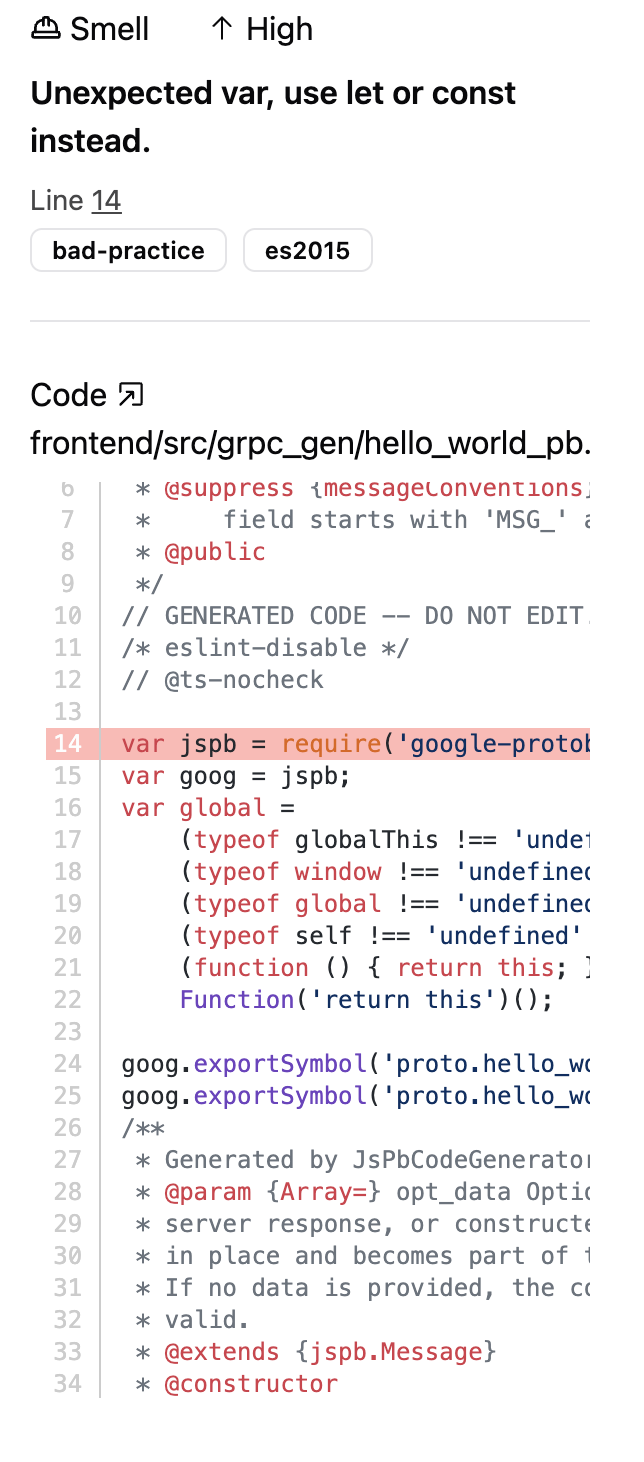 Smell ↑ High
Unexpected var, use let or const
instead.
Line 14
bad-practice es2015
Code
frontend/src/grpc_gen/hello_world_pb.
6 * @suppress {messageConventions}
7 *     field starts with 'MSG_' a
8 * @public
9 */
10 // GENERATED CODE -- DO NOT EDIT!
11 /* eslint-disable */
12 // @ts-nocheck
13
14 var jspb = require('google-protob
15 var goog = jspb;
16 var global =
17     (typeof globalThis !== 'undef
18     (typeof window !== 'undefined
19     (typeof global !== 'undefined
20     (typeof self !== 'undefined'
21     (function () { return this; }
22     Function('return this')();
23
24 goog.exportSymbol('proto.hello_wo
25 goog.exportSymbol('proto.hello_wo
26 /**
27  * Generated by JsPbCodeGenerator
28  * @param {Array=} opt_data Optio
29  * server response, or constructe
30  * in place and becomes part of t
31  * If no data is provided, the co
32  * valid.
33  * @extends {jspb.Message}
34  * @constructor